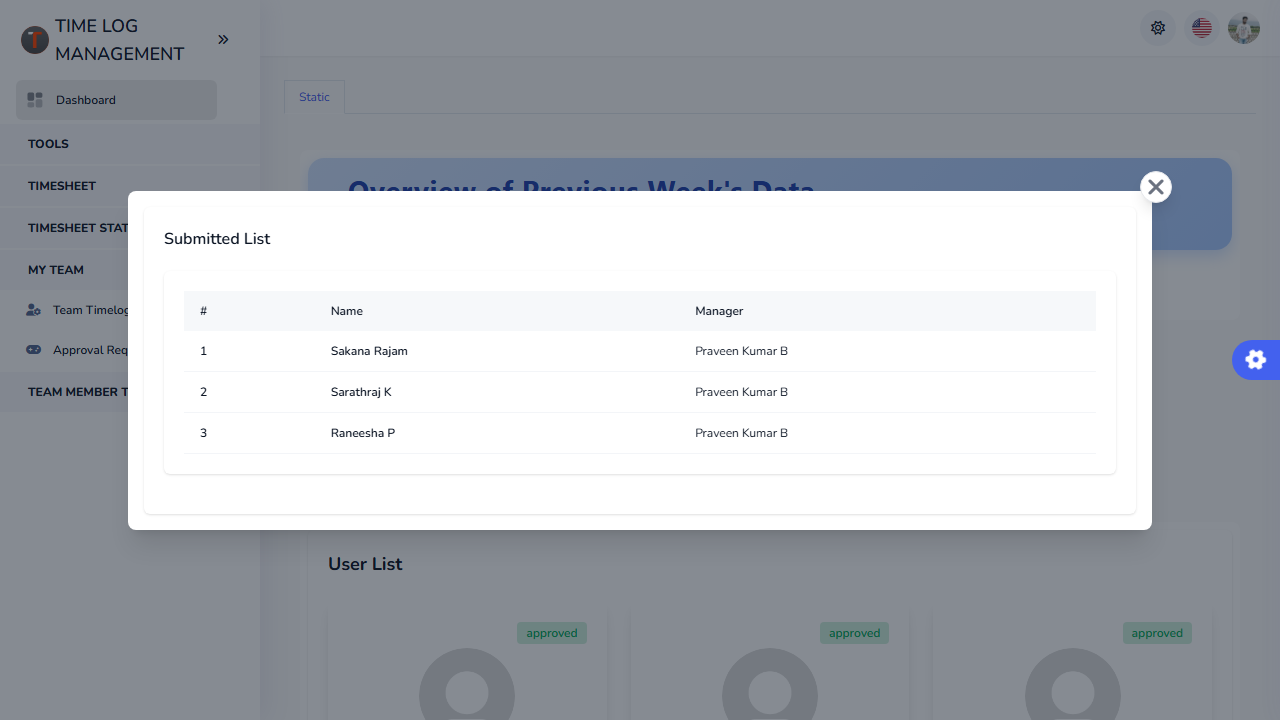 TIME LOG
MANAGEMENT
Dashboard
TOOLS
TIMESHEET
TIMESHEET STAT
MY TEAM
Team Timelog
Approval Req
TEAM MEMBER T
Static
Overview of Previous Week's Data
Submitted List
# Name Manager
1 Sakana Rajam Praveen Kumar B
2 Sarathraj K Praveen Kumar B
3 Raneesha P Praveen Kumar B
User List
approved approved approved